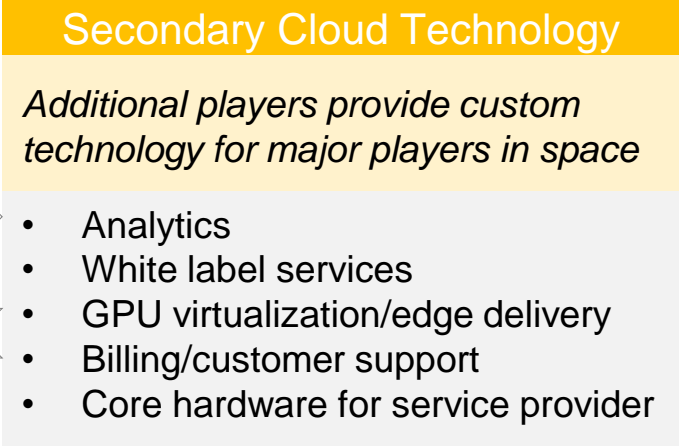 Secondary Cloud Technology
Additional players provide custom
technology for major players in space
• Analytics
• White label services
• GPU virtualization/edge delivery
• Billing/customer support
• Core hardware for service provider